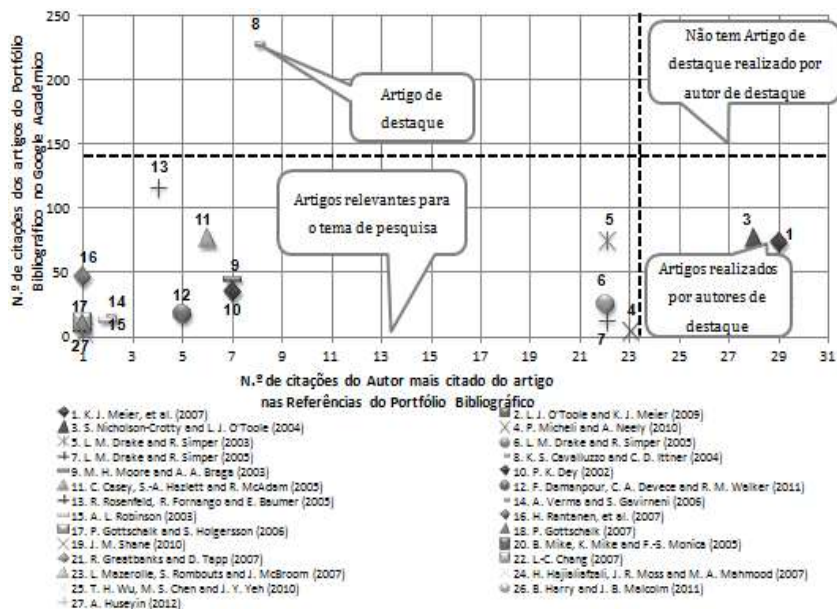 N.º de citações dos artigos do Portfólio
Bibliográfico no Google Acadêmico
250
200
150
100
50
0
8
13
11
16
9
10
12
14
15
17
27
5
6
7
4
3
1
Artigo de
destaque
Não tem Artigo de
destaque realizado por
autor de destaque
Artigos relevantes para
o tema de pesquisa
Artigos realizados
por autores de
destaque
1 3 5 7 9 11 13 15 17 19 21 23 25 27 29 31
N.º de citações do Autor mais citado do artigo
nas Referências do Portfólio Bibliográfico
1. K. J. Meier, et al. (2007)
2. L. J. O'Toole and K. J. Meier (2009)
3. S. Nicholson-Crotty and L. J. O'Toole (2004)
4. P. Micheli and A. Neely (2010)
5. L. M. Drake and R. Simper (2003)
6. L. M. Drake and R. Simper (2005)
7. L. M. Drake and R. Simper (2005)
8. K. S. Cavalluzzo and C. D. Ittner (2004)
9. M. H. Moore and A. A. Braga (2003)
10. P. K. Dey (2002)
11. C. Casey, S.-A. Hazlett and R. McAdam (2005)
12. F. Damanpour, C. A. Devece and R. M. Walker (2011)
13. R. Rosenfeld, R. Fornango and E. Baumer (2005)
14. A. Verma and S. Gavirneni (2006)
15. A. L. Robinson (2003)
16. H. Rantanen, et al. (2007)
17. P. Gottschalk and S. Holgersson (2006)
18. P. Gottschalk (2007)
19. J. M. Shane (2010)
20. B. Mike, K. Mike and F.-S. Monica (2005)
21. R. Greatbanks and D. Tapp (2007)
22. L.-C. Chang (2007)
23. L. Mazerolle, S. Rombouts and J. McBroom (2007)
24. H. Hajialiafzali, J. R. Moss and M. A. Mahmood (2007)
25. T. H. Wu, M. S. Chen and J. Y. Yeh (2010)
26. B. Harry and J. B. Malcolm (2011)
27. A. Huseyin (2012)